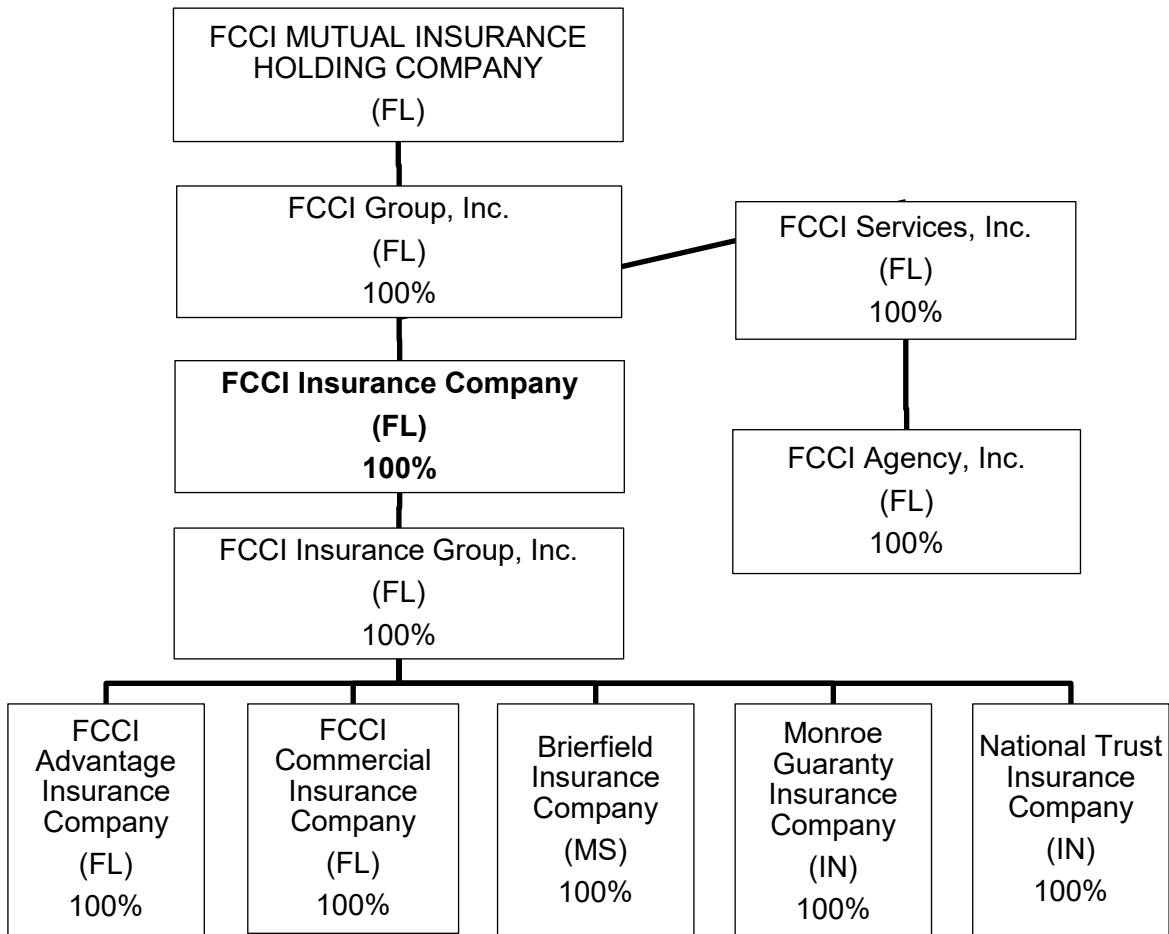 FCCI MUTUAL INSURANCE
HOLDING COMPANY
(FL)
FCCI Group, Inc.
(FL)
100%
FCCI Services, Inc.
(FL)
100%
FCCI Insurance Company
(FL)
100%
FCCI Agency, Inc.
(FL)
100%
FCCI Insurance Group, Inc.
(FL)
100%
FCCI
Advantage
Insurance
Company
(FL)
100%
FCCI
Commercial
Insurance
Company
(FL)
100%
Brierfield
Insurance
Company
(MS)
100%
Monroe
Guaranty
Insurance
Company
(IN)
100%
National Trust
Insurance
Company
(IN)
100%